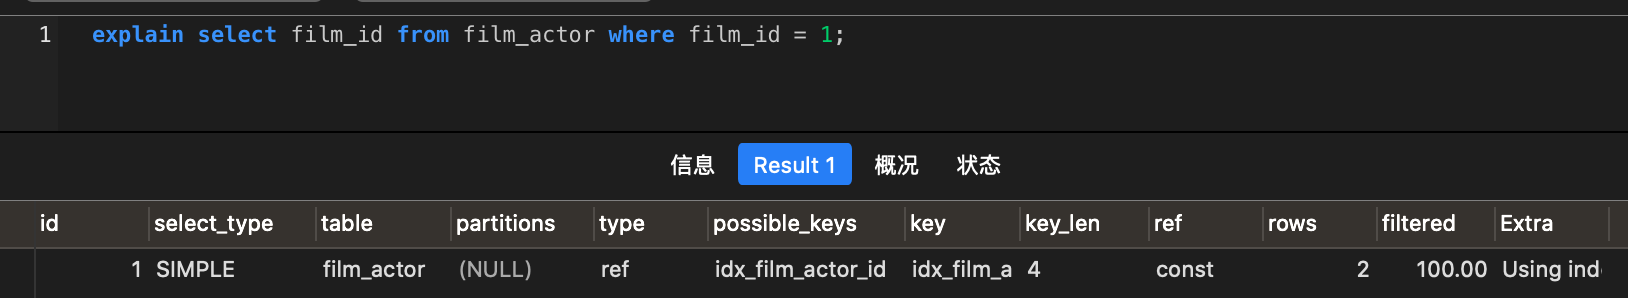 1 explain select film_id from film_actor where film_id = 1;
信息 Result 1 概况 状态
id select_type table partitions type possible_keys key key_len ref rows filtered Extra
1 SIMPLE film_actor (NULL) ref idx_film_actor_id idx_film_a 4 const 2 100.00 Using ind